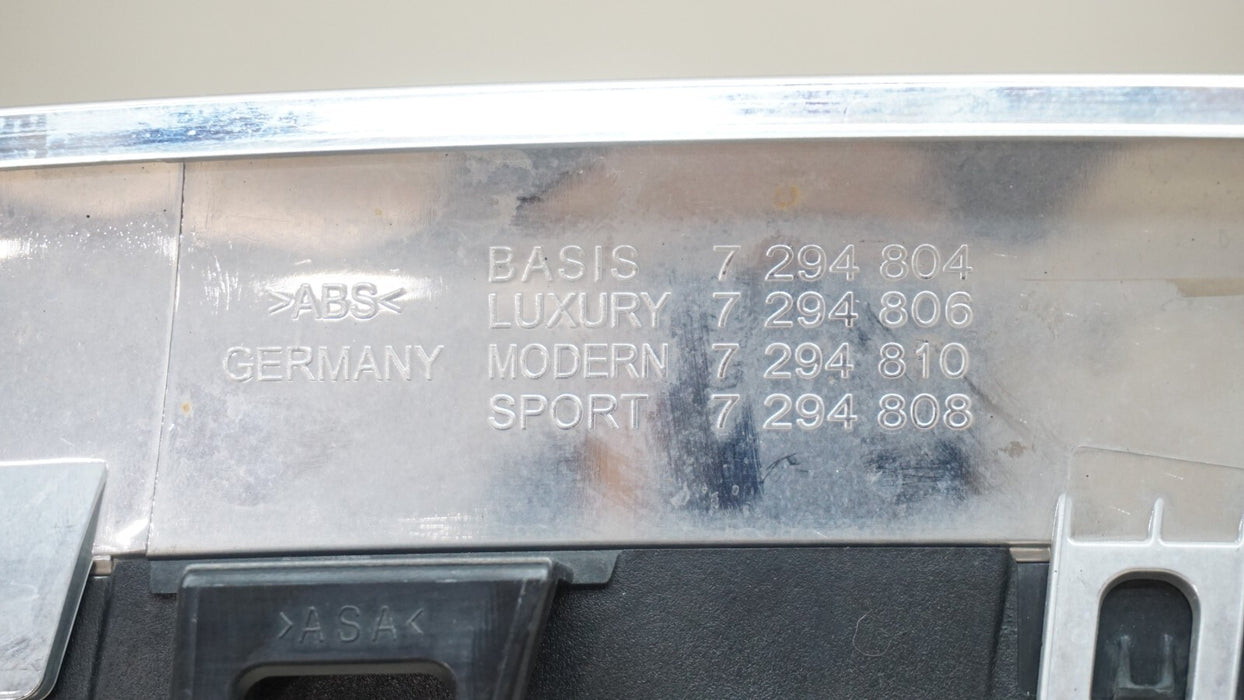 BASIS 7 294 804
>ABS< LUXURY 7 294 806
GERMANY MODERN 7 294 810
SPORT 7 294 808
>ASA<